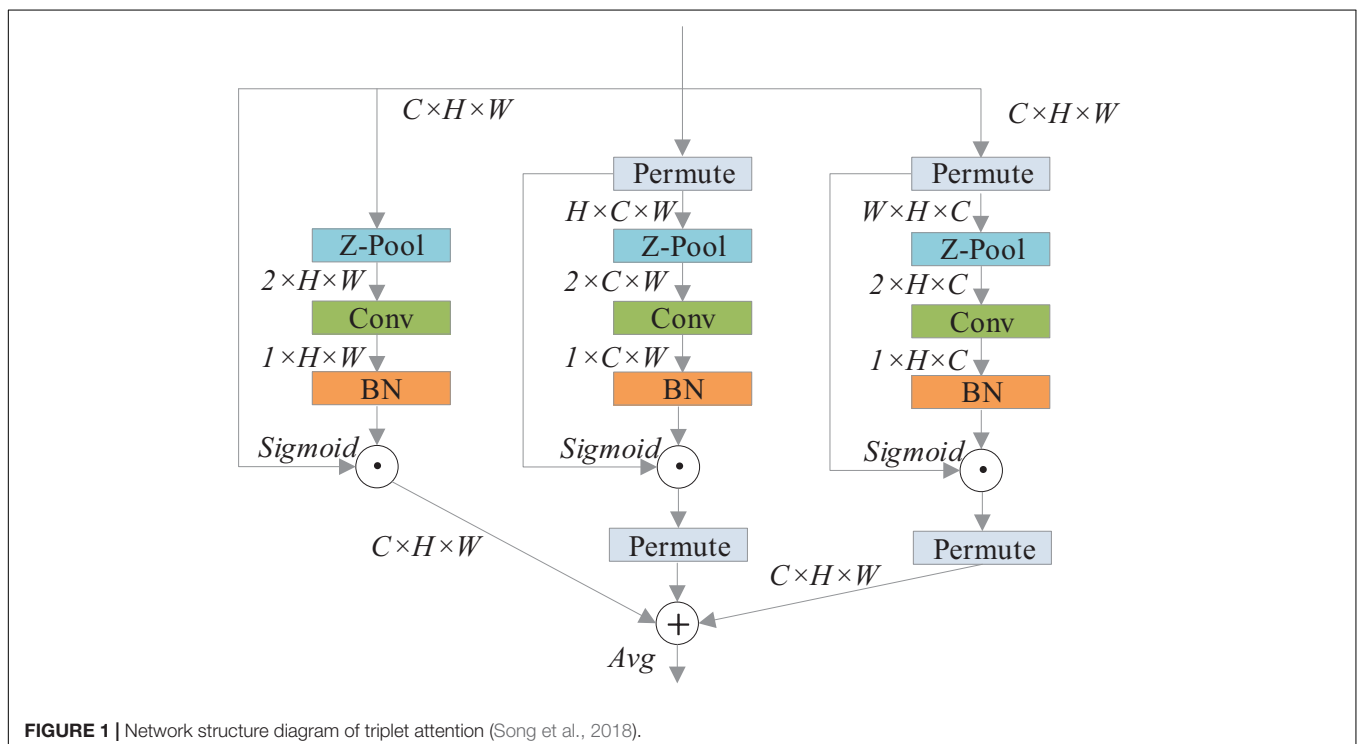 C×H×W
C×H×W
Permute
Permute
H×C×W
W×H×C
Z-Pool
Z-Pool
Z-Pool
2×H×W
2×C×W
2×H×C
Conv
Conv
Conv
1×H×W
1×C×W
1×H×C
BN
BN
BN
Sigmoid
Sigmoid
Sigmoid
Permute
Permute
C×H×W
C×H×W
+
Avg
FIGURE 1 | Network structure diagram of triplet attention (Song et al., 2018).